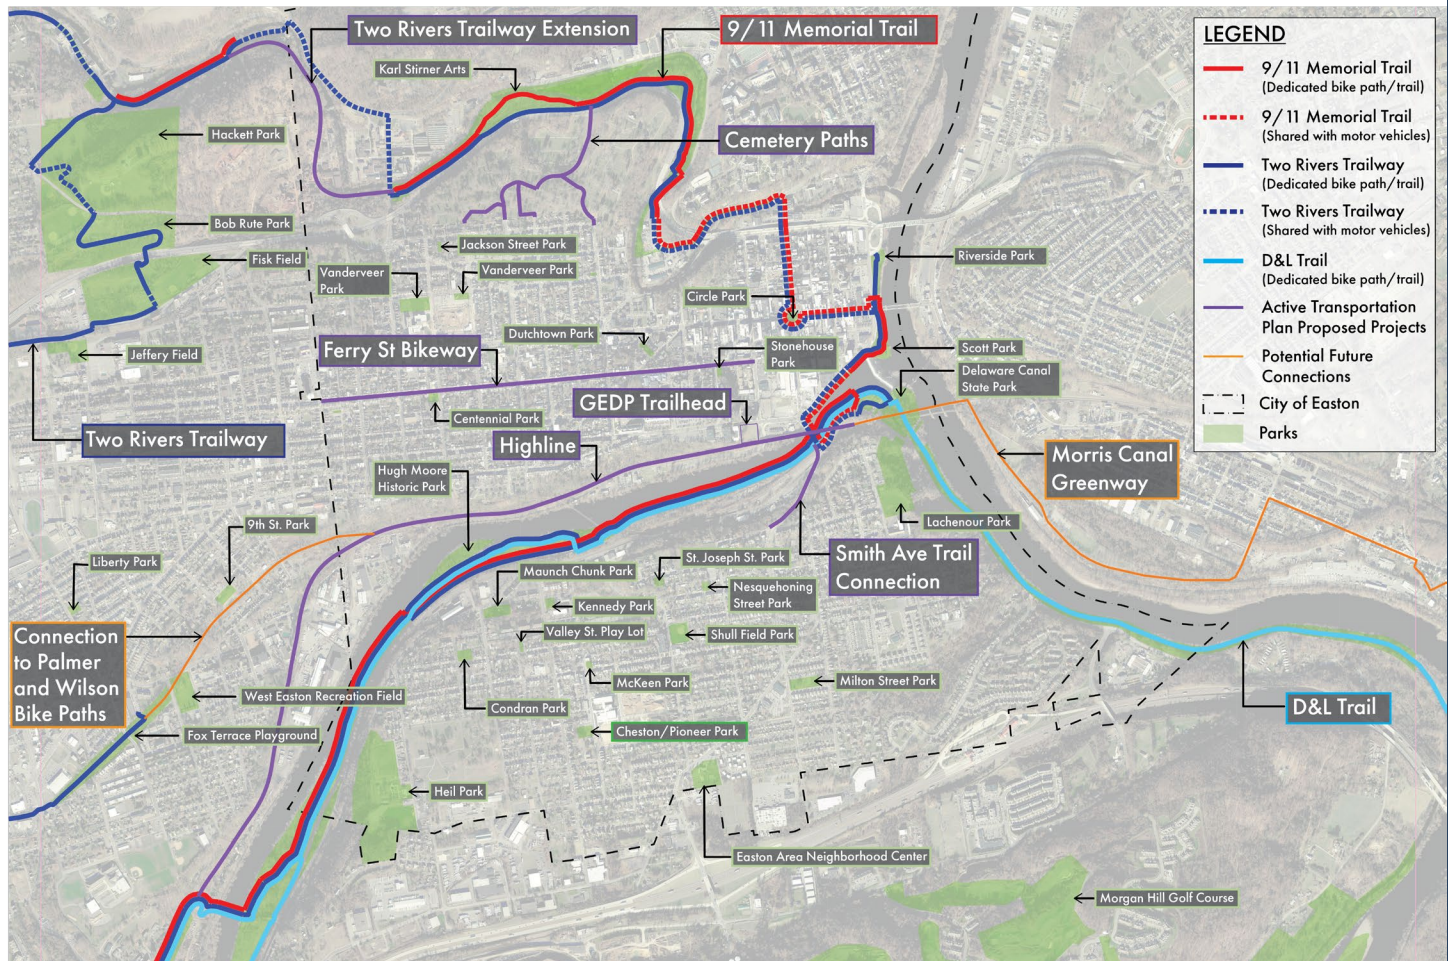 Two Rivers Trailway Extension
9/11 Memorial Trail
Karl Stirner Arts
Hackett Park
Cemetery Paths
Bob Rute Park
Jackson Street Park
Fisk Field
Vanderveer
Park
Vanderveer Park
Riverside Park
Circle Park
Dutchtown Park
Stonehouse
Park
Scott Park
Jeffery Field
Ferry St Bikeway
Delaware Canal
State Park
GEDP Trailhead
Centennial Park
Two Rivers Trailway
Highline
Hugh Moore
Historic Park
Morris Canal
Greenway
9th St. Park
Lachenour Park
Liberty Park
St. Joseph St. Park
Smith Ave Trail
Connection
Maunch Chunk Park
Nesquehoning
Street Park
Kennedy Park
Valley St. Play Lot
Shull Field Park
Connection
to Palmer
and Wilson
Bike Paths
McKeen Park
Milton Street Park
West Easton Recreation Field
Condran Park
D&L Trail
Fox Terrace Playground
Cheston/Pioneer Park
Heil Park
Easton Area Neighborhood Center
Morgan Hill Golf Course
LEGEND
9/11 Memorial Trail
(Dedicated bike path/trail)
9/11 Memorial Trail
(Shared with motor vehicles)
Two Rivers Trailway
(Dedicated bike path/trail)
Two Rivers Trailway
(Shared with motor vehicles)
D&L Trail
(Dedicated bike path/trail)
Active Transportation
Plan Proposed Projects
Potential Future
Connections
City of Easton
Parks